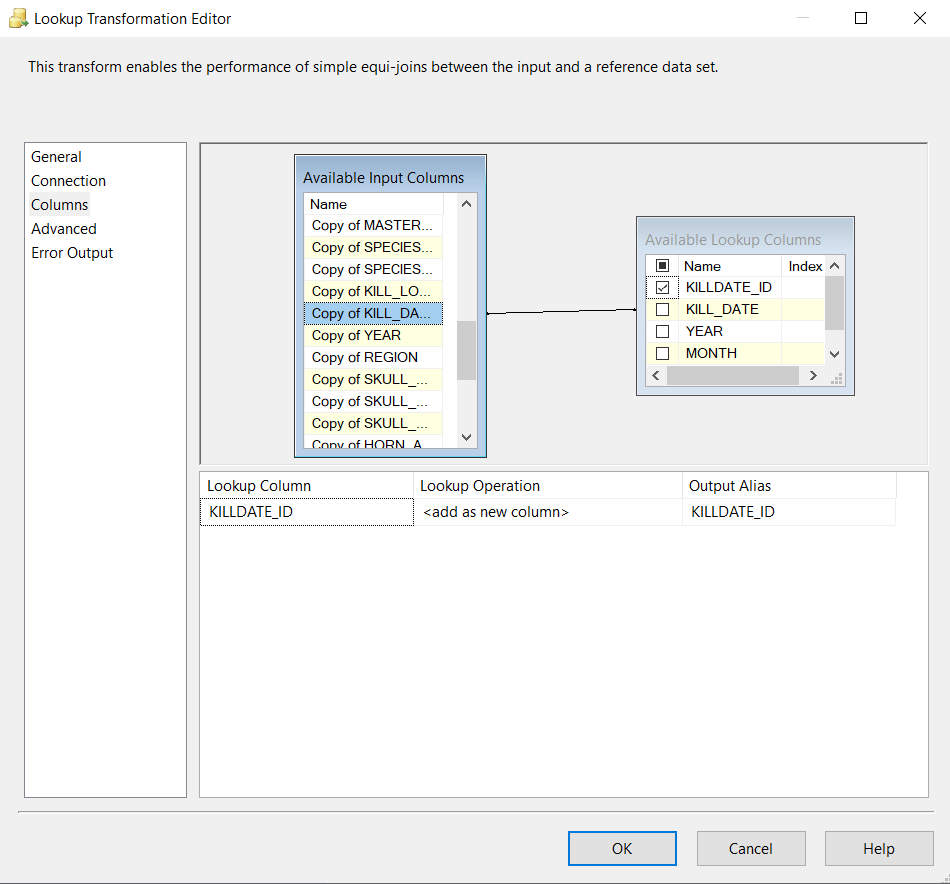 Lookup Transformation Editor
This transform enables the performance of simple equi-joins between the input and a reference data set.
General
Connection
Columns
Advanced
Error Output
Available Input Columns
Name
Copy of MASTER...
Copy of SPECIES...
Copy of SPECIES...
Copy of KILL_LO...
Copy of KILL_DA...
Copy of YEAR
Copy of REGION
Copy of SKULL_...
Copy of SKULL_...
Copy of SKULL_...
Copy of HORN_A
Available Lookup Columns
Name Index
KILLDATE_ID
KILL_DATE
YEAR
MONTH
Lookup Column Lookup Operation Output Alias
KILLDATE_ID <add as new column> KILLDATE_ID
OK Cancel Help